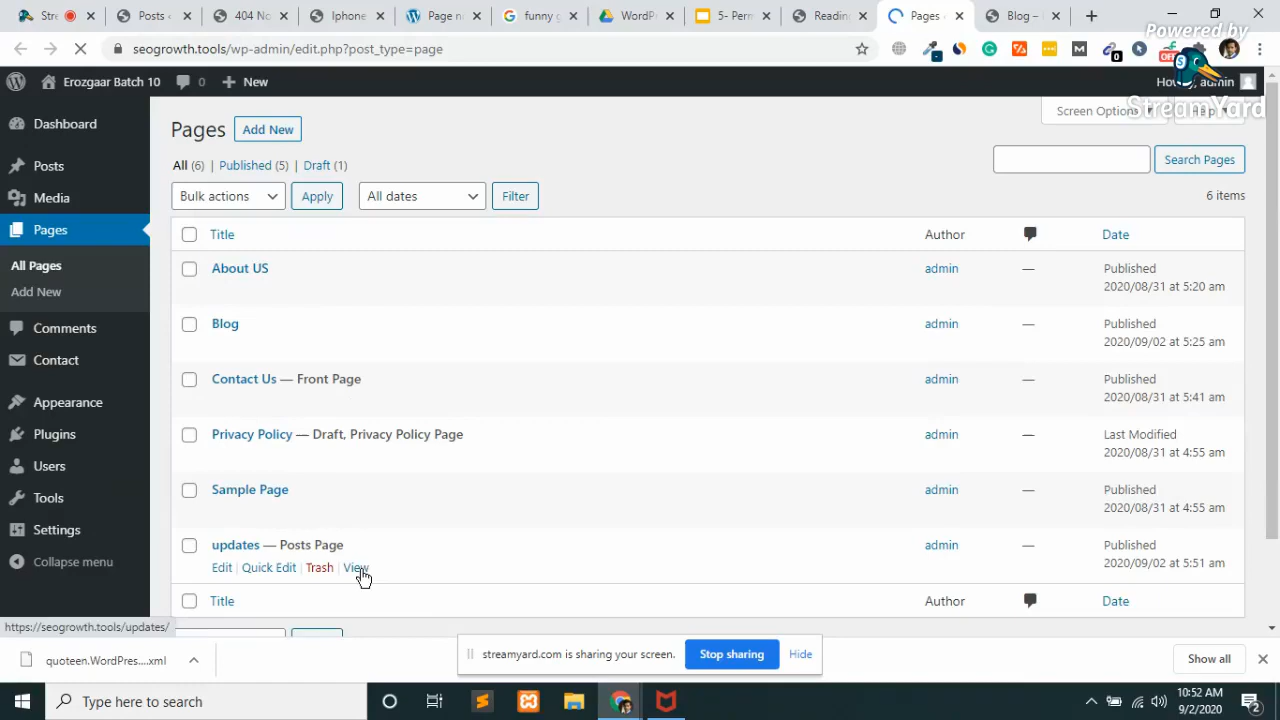 Stre
Posts
404 No
Iphone
Page n
funny g
WordP
5- Perm
Reading
Pages
Blog –
Powered by
StreamYard
seogrowth.tools/wp-admin/edit.php?post_type=page
0
OFF
Erozgaar Batch 10
0
New
admin
Screen Options
Dashboard
Posts
Media
Pages
All Pages
Add New
Comments
Contact
Appearance
Plugins
Users
Tools
Settings
Collapse menu
Pages
Add New
All (6) | Published (5) | Draft (1)
Search Pages
Bulk actions
Apply
All dates
Filter
6 items
Title
Author
Date
About US
admin
—
Published
2020/08/31 at 5:20 am
Blog
admin
—
Published
2020/09/02 at 5:25 am
Contact Us — Front Page
admin
—
Published
2020/08/31 at 5:41 am
Privacy Policy — Draft, Privacy Policy Page
admin
—
Last Modified
2020/08/31 at 4:55 am
Sample Page
admin
—
Published
2020/08/31 at 4:55 am
updates — Posts Page
admin
—
Published
2020/09/02 at 5:51 am
Edit | Quick Edit | Trash | View
Title
Author
Date
https://seogrowth.tools/updates/
quoteen.WordPres....xml
streamyard.com is sharing your screen.
Stop sharing
Hide
Show all
Type here to search
10:52 AM
9/2/2020
2